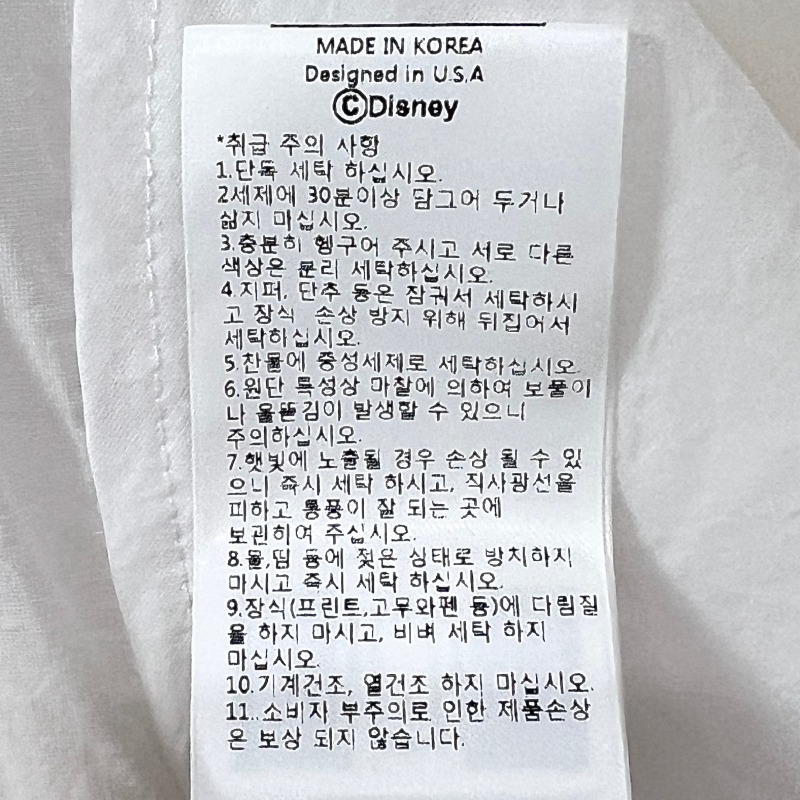 MADE IN KOREA
Designed in U.S.A
©Disney
*취급 주의 사항
1.단독 세탁 하십시오.
2세제에 30분이상 담그어 두거나
삶지 마십시오.
3.충분히 헹구어 주시고 서로 다른
색상은 분리 세탁하십시오.
4.지퍼, 단추 등은 잠궈서 세탁하시
고 장식 손상 방지 위해 뒤집어서
세탁하십시오.
5.찬물에 중성세제로 세탁하십시오.
6.원단 특성상 마찰에 의하여 보풀이
나 올뜯김이 발생할 수 있으니
주의하십시오.
7.햇빛에 노출될 경우 손상 될 수 있
으니 즉시 세탁 하시고, 직사광선을
피하고 통풍이 잘 되는 곳에
보관하여 주십시오.
8.물,땀 등에 젖은 상태로 방치하지
마시고 즉시 세탁 하십시오.
9.장식(프린트,고무와펜 등)에 다림질
을 하지 마시고, 비벼 세탁 하지
마십시오.
10.기계건조, 열건조 하지 마십시오.
11..소비자 부주의로 인한 제품손상
은 보상 되지 않습니다.